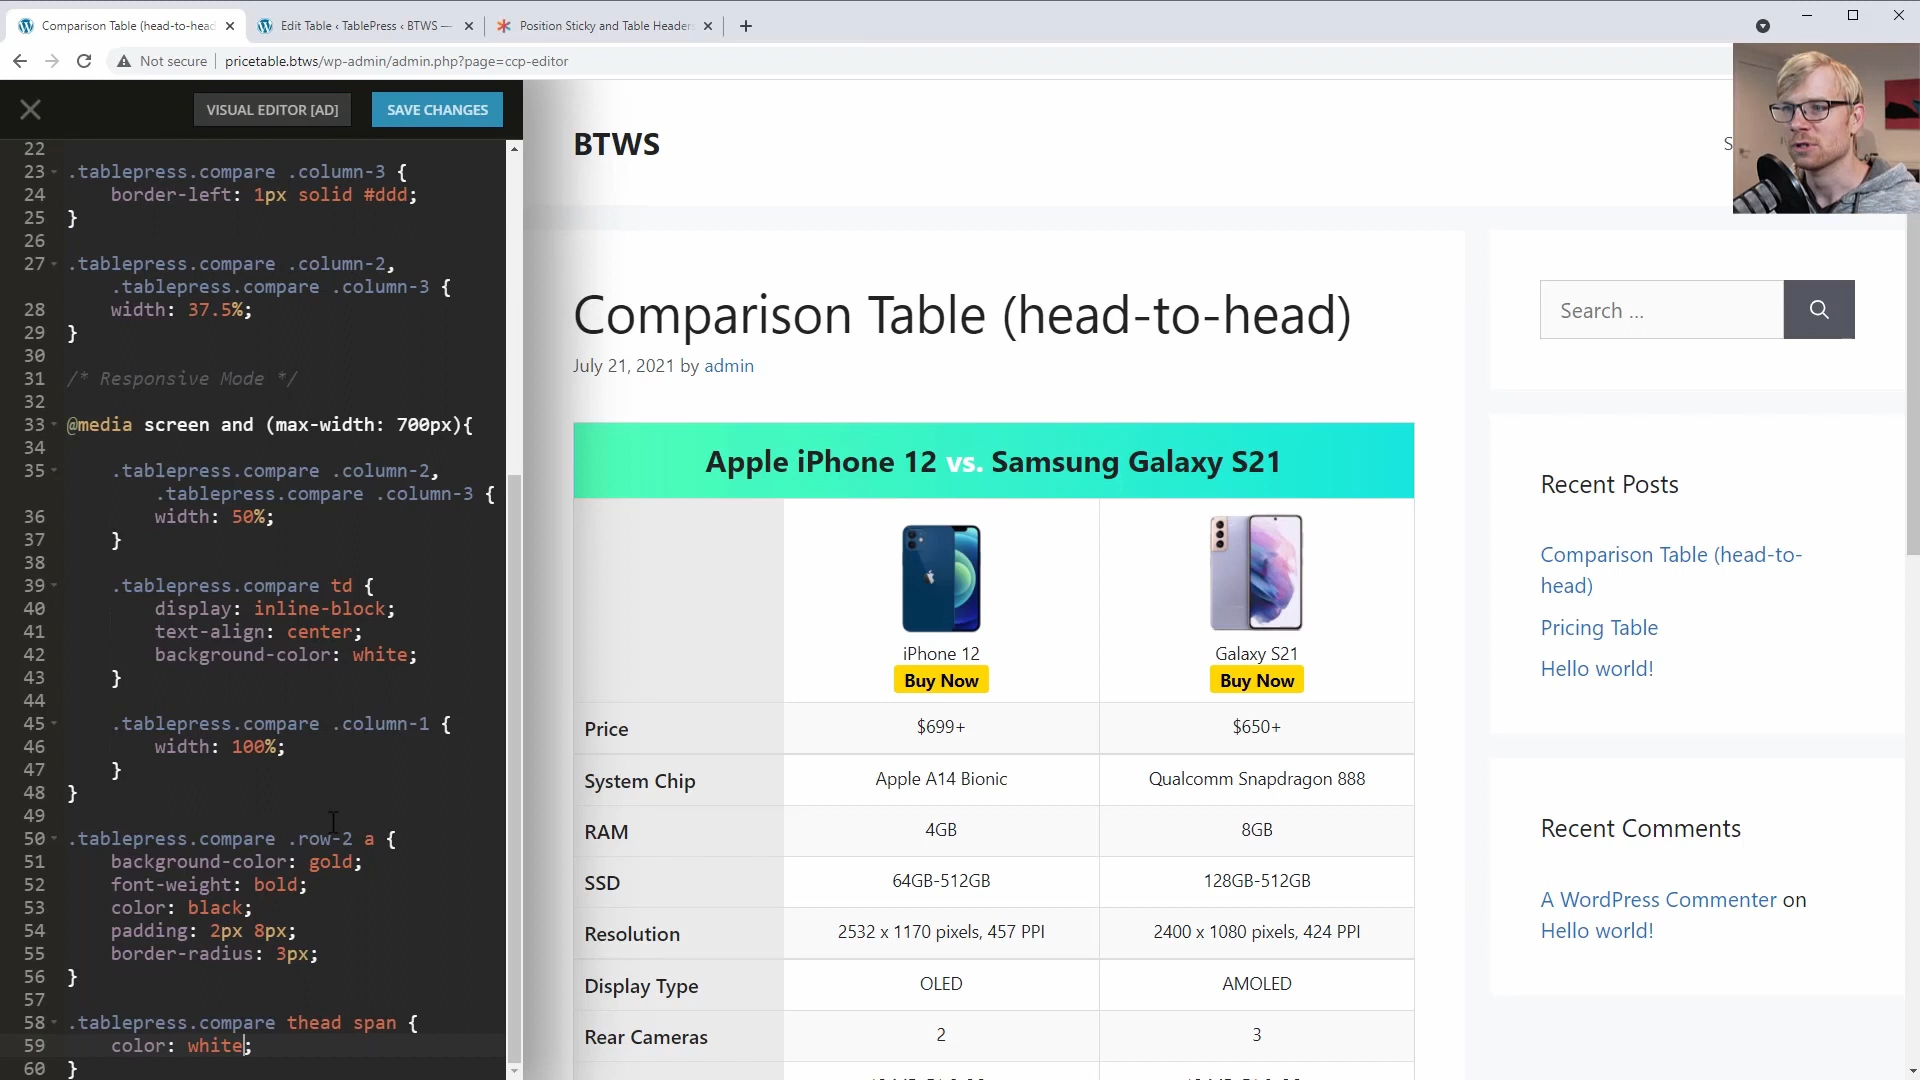 Comparison Table (head-to-head
Edit Table ‹ TablePress ‹ BTWS —
Position Sticky and Table Headers
Not secure
pricetable.btws/wp-admin/admin.php?page=ccp-editor
VISUAL EDITOR [AD]
SAVE CHANGES
22
23 .tablepress.compare .column-3 {
24 border-left: 1px solid #ddd;
25 }
26
27 .tablepress.compare .column-2,
.tablepress.compare .column-3 {
28 width: 37.5%;
29 }
30
31 /* Responsive Mode */
32
33 @media screen and (max-width: 700px){
34
35 .tablepress.compare .column-2,
.tablepress.compare .column-3 {
36 width: 50%;
37 }
38
39 .tablepress.compare td {
40 display: inline-block;
41 text-align: center;
42 background-color: white;
43 }
44
45 .tablepress.compare .column-1 {
46 width: 100%;
47 }
48 }
49
50 .tablepress.compare .row-2 a {
51 background-color: gold;
52 font-weight: bold;
53 color: black;
54 padding: 2px 8px;
55 border-radius: 3px;
56 }
57
58 .tablepress.compare thead span {
59 color: white;
60 }
BTWS
S
Comparison Table (head-to-head)
July 21, 2021 by admin
Apple iPhone 12 vs. Samsung Galaxy S21
iPhone 12
Galaxy S21
Buy Now
Buy Now
Price $699+ $650+
System Chip Apple A14 Bionic Qualcomm Snapdragon 888
RAM 4GB 8GB
SSD 64GB-512GB 128GB-512GB
Resolution 2532 x 1170 pixels, 457 PPI 2400 x 1080 pixels, 424 PPI
Display Type OLED AMOLED
Rear Cameras 2 3
Search ...
Recent Posts
Comparison Table (head-to-
head)
Pricing Table
Hello world!
Recent Comments
A WordPress Commenter on
Hello world!